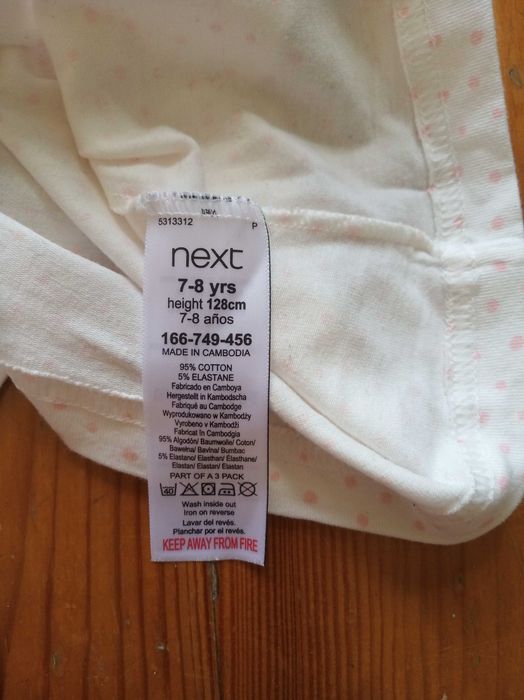 5313312 P
next
7-8 yrs
height 128cm
7-8 años
166-749-456
MADE IN CAMBODIA
95% COTTON
5% ELASTANE
Fabricado en Camboya
Hergestellt in Kambodscha
Fabriqué au Cambodge
Wyprodukowano w Kambodży
Vyrobeno v Kambodži
Fabricat în Cambodgia
95% Algodón/ Baumwolle/ Coton/
Bawełna/ Bavlna/ Bumbac
5% Elastano/ Elasthan/ Élasthane/
Elastan/ Elastan/ Elastan
PART OF A 3 PACK
40
Wash inside out
Iron on reverse
Lavar del revés.
Planchar por el revés.
KEEP AWAY FROM FIRE